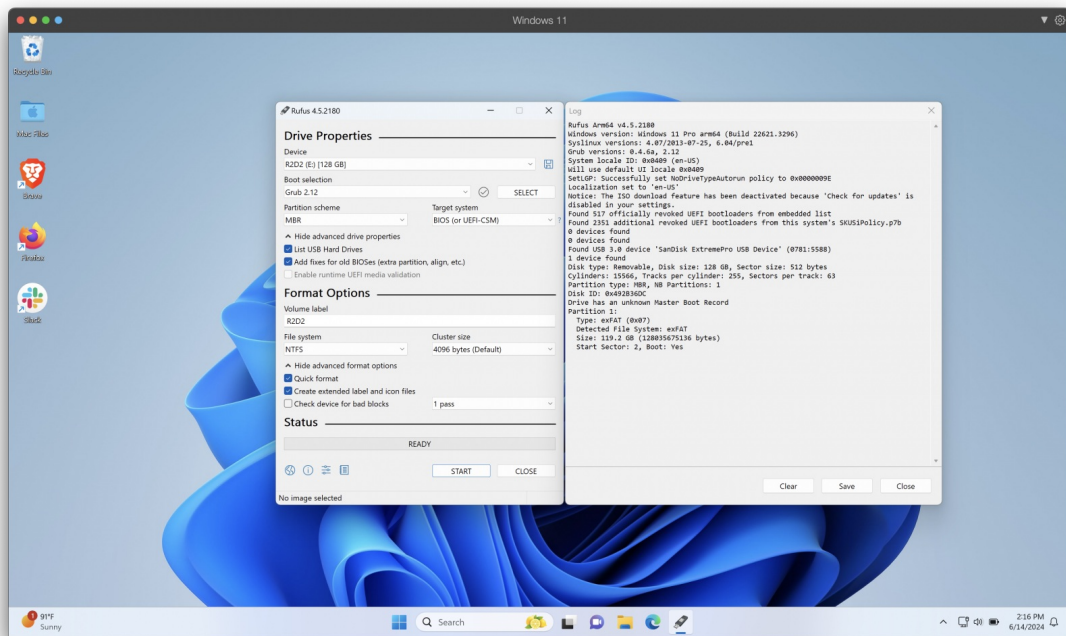 Windows 11
Recycle Bin
Mac Files
Brave
Firefox
Slack
Rufus 4.5.2180
Drive Properties
Device
R2D2 (E:) [128 GB]
Boot selection
Grub 2.12
SELECT
Partition scheme
Target system
MBR
BIOS (or UEFI-CSM)
?
Hide advanced drive properties
List USB Hard Drives
Add fixes for old BIOSes (extra partition, align, etc.)
Enable runtime UEFI media validation
Format Options
Volume label
R2D2
File system
Cluster size
NTFS
4096 bytes (Default)
Hide advanced format options
Quick format
Create extended label and icon files
Check device for bad blocks
1 pass
Status
READY
START
CLOSE
No image selected
Log
Rufus Arm64 v4.5.2180
Windows version: Windows 11 Pro arm64 (Build 22621.3296)
Syslinux versions: 4.07/2013-07-25, 6.04/pre1
Grub versions: 0.4.6a, 2.12
System locale ID: 0x0409 (en-US)
Will use default UI locale 0x0409
SetLGP: Successfully set NoDriveTypeAutorun policy to 0x0000009E
Localization set to 'en-US'
Notice: The ISO download feature has been deactivated because 'Check for updates' is
disabled in your settings.
Found 517 officially revoked UEFI bootloaders from embedded list
Found 2351 additional revoked UEFI bootloaders from this system's SKUSiPolicy.p7b
0 devices found
0 devices found
Found USB 3.0 device 'SanDisk ExtremePro USB Device' (0781:5588)
1 device found
Disk type: Removable, Disk size: 128 GB, Sector size: 512 bytes
Cylinders: 15566, Tracks per cylinder: 255, Sectors per track: 63
Partition type: MBR, NB Partitions: 1
Disk ID: 0x492B36DC
Drive has an unknown Master Boot Record
Partition 1:
Type: exFAT (0x07)
Detected File System: exFAT
Size: 119.2 GB (128035675136 bytes)
Start Sector: 2, Boot: Yes
Clear
Save
Close
1
91°F
Sunny
Search
2:16 PM
6/14/2024